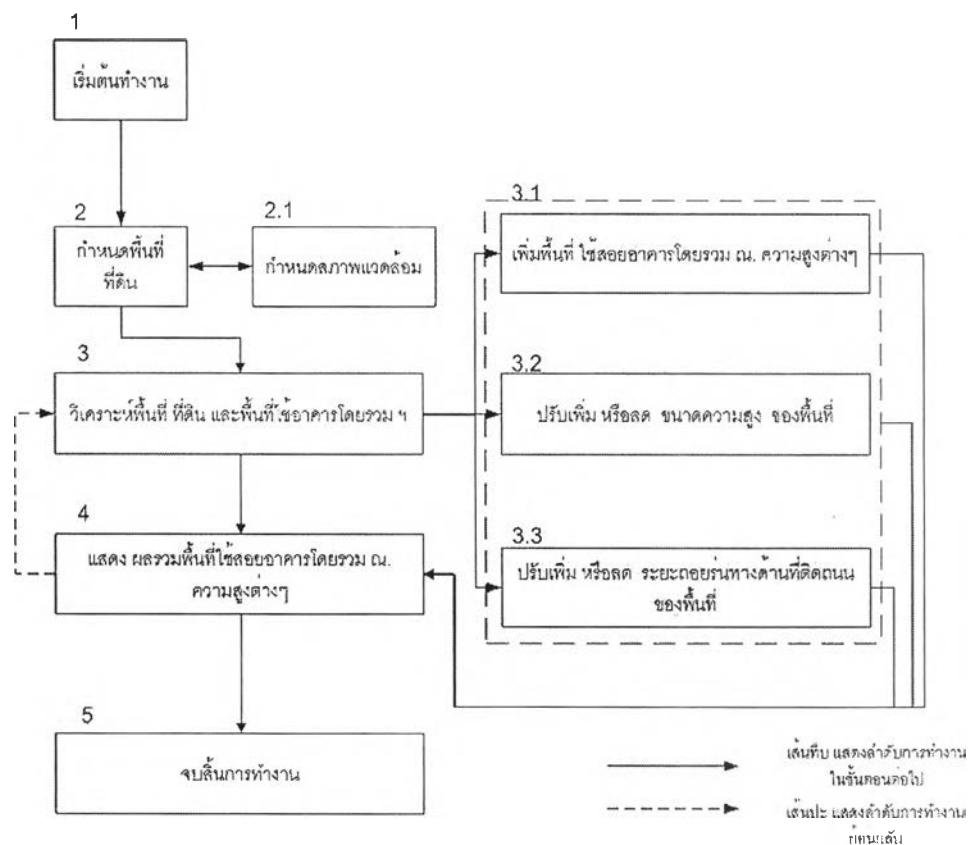 1
เริ่มต้นทำงาน
2
กำหนดพื้นที่
ที่ดิน
2.1
กำหนดสภาพแวดล้อม
3
วิเคราะห์พื้นที่ ที่ดิน และพื้นที่ใช้อาคารโดยรวม ฯ
3.1
เพิ่มพื้นที่ ใช้สอยอาคารโดยรวม ณ. ความสูงต่างๆ
3.2
ปรับเพิ่ม หรือลด ขนาดความสูง ของพื้นที่
3.3
ปรับเพิ่ม หรือลด ระยะถอยร่นทางด้านที่ติดถนน
ของพื้นที่
4
แสดง ผลรวมพื้นที่ใช้สอยอาคารโดยรวม ณ.
ความสูงต่างๆ
5
จบสิ้นการทำงาน
เส้นทึบ แสดงลำดับการทำงาน
ในขั้นตอนต่อไป
เส้นปะ แสดงลำดับการทำงาน
ย้อนกลับ